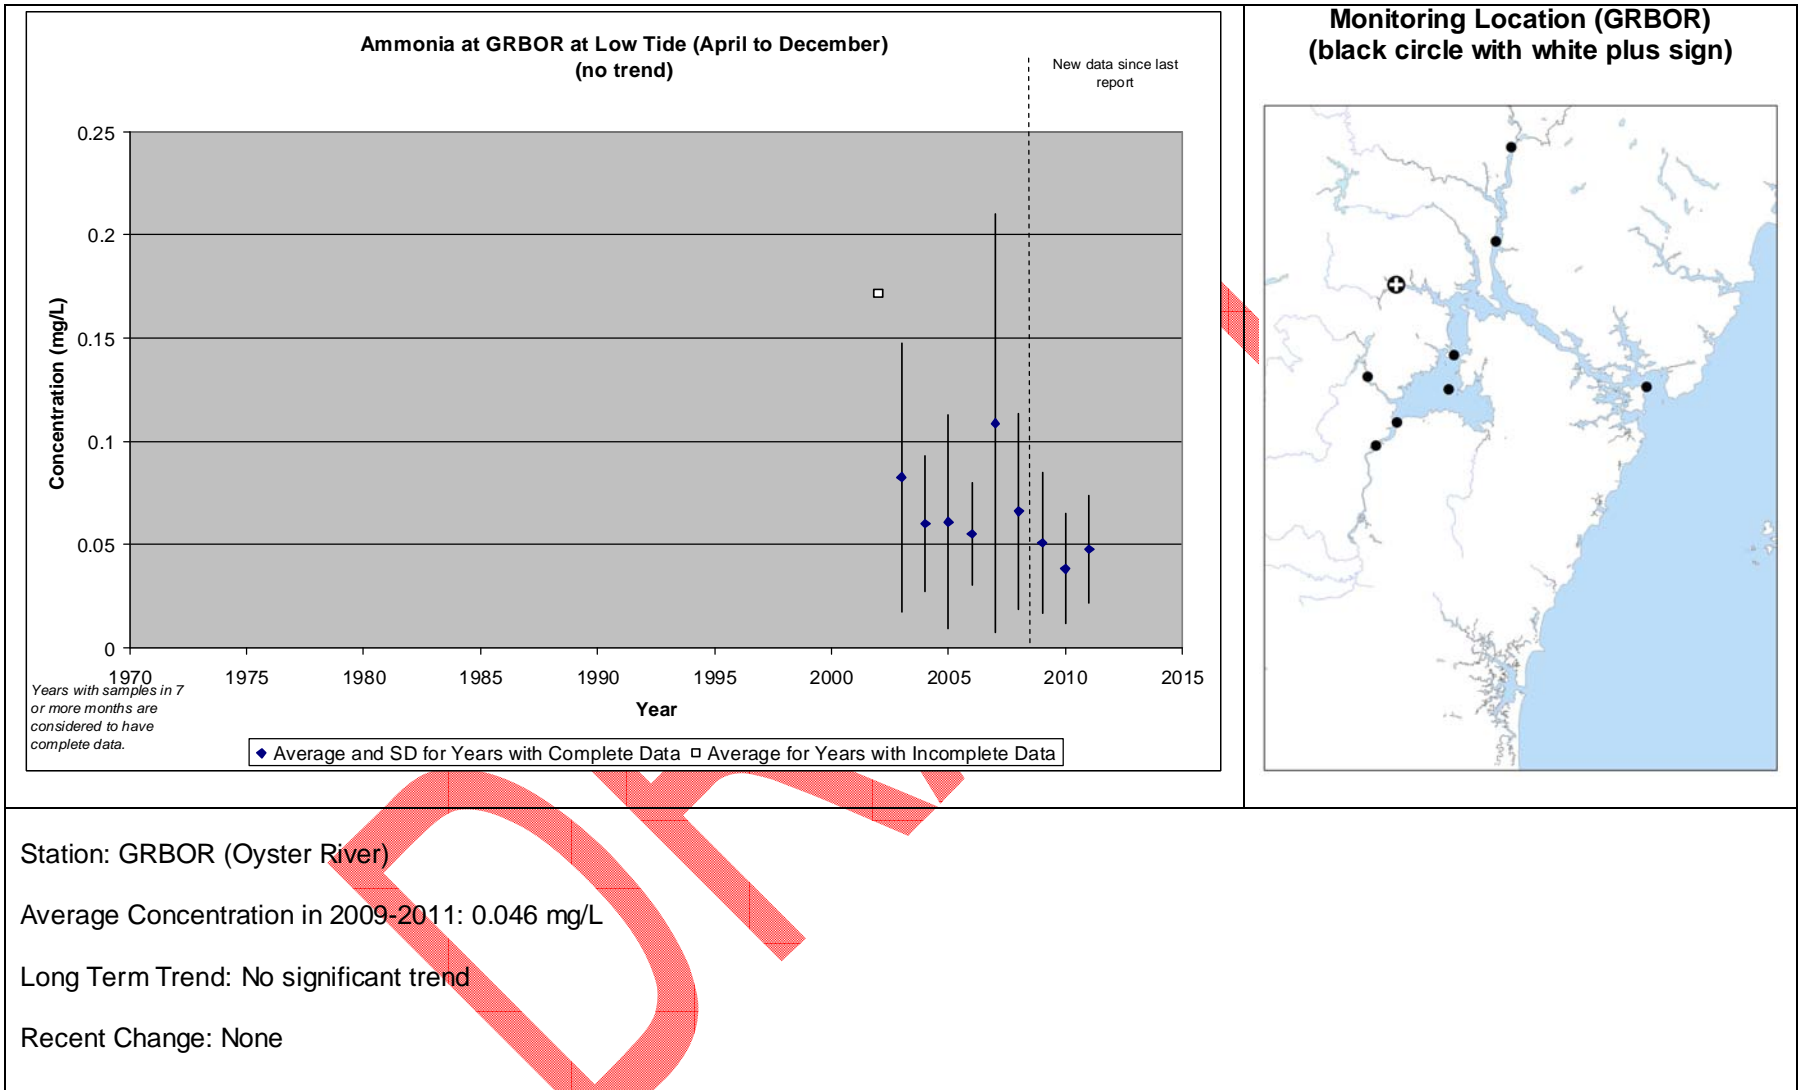 Ammonia at GRBOR at Low Tide (April to December)
(no trend)
New data since last
report
Concentration (mg/L)
0.25
0.2
0.15
0.1
0.05
0
1970 1975 1980 1985 1990 1995 2000 2005 2010 2015
Year
Years with samples in 7
or more months are
considered to have
complete data.
Average and SD for Years with Complete Data Average for Years with Incomplete Data
Monitoring Location (GRBOR)
(black circle with white plus sign)
Station: GRBOR (Oyster River)
Average Concentration in 2009-2011: 0.046 mg/L
Long Term Trend: No significant trend
Recent Change: None